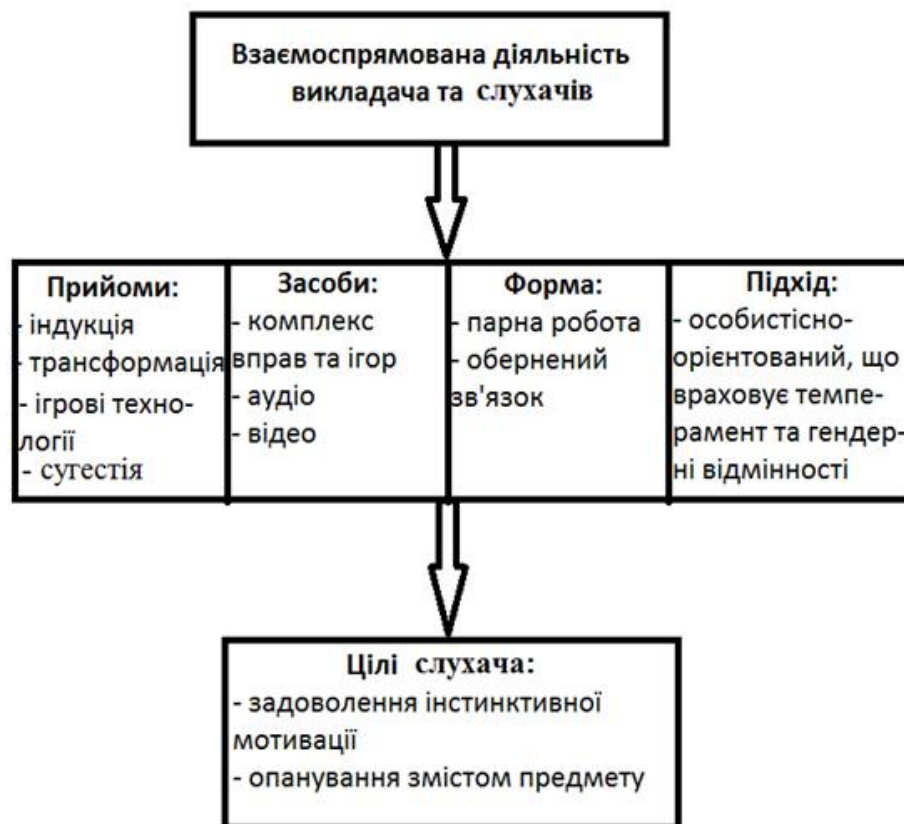 Взаємоспрямована діяльність
викладача та слухачів
Прийоми:
- індукція
- трансформація
- ігрові техно-
логії
- сугестія
Засоби:
- комплекс
вправ та ігор
- аудіо
- відео
Форма:
- парна робота
- обернений
зв'язок
Підхід:
- особистісно-
орієнтований, що
враховує темпе-
рамент та гендер-
ні відмінності
Цілі слухача:
- задоволення інстинктивної
мотивації
- опанування змістом предмету